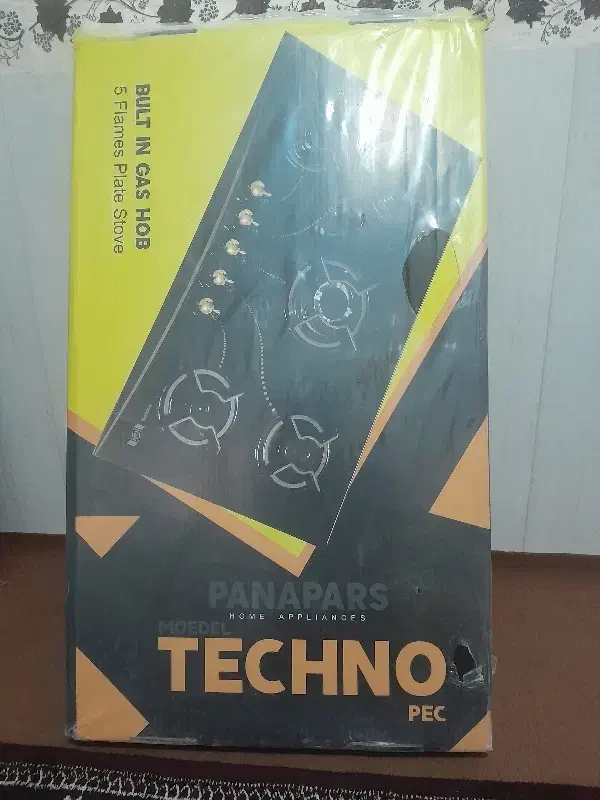 BULT IN GAS HOB
5 Flames Plate Stove
PANAPARS
HOME APPLIANCES
MOEDEL
TECHNO
PEC